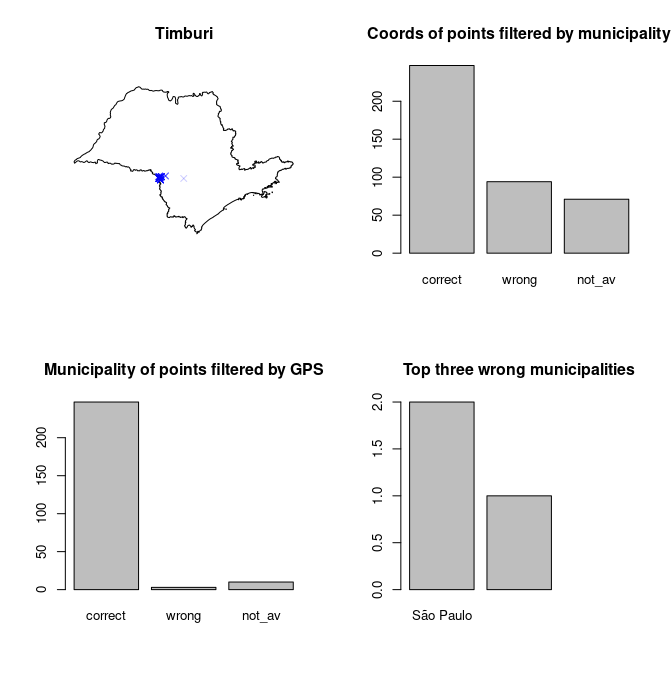 Timburi
Coords of points filtered by municipality
200
150
100
50
0
correct wrong not_av
Municipality of points filtered by GPS
200
150
100
50
0
correct wrong not_av
Top three wrong municipalities
2.0
1.5
1.0
0.5
0.0
São Paulo